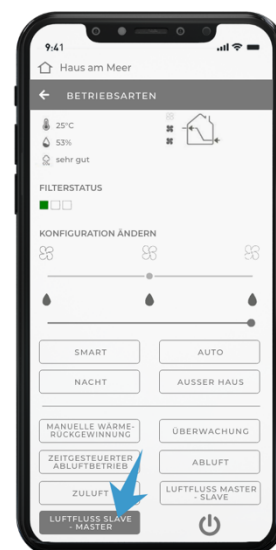 9:41
Haus am Meer
BETRIEBSARTEN
25°C
53%
sehr gut
FILTERSTATUS
KONFIGURATION ÄNDERN
SMART
AUTO
NACHT
AUSSER HAUS
MANUELLE WÄRME-
RÜCKGEWINNUNG
ÜBERWACHUNG
ZEITGESTEUERTER
ABLUFTBETRIEB
ABLUFT
ZULUFT
LUFTFLUSS MASTER
- SLAVE
LUFTFLUSS SLAVE
- MASTER